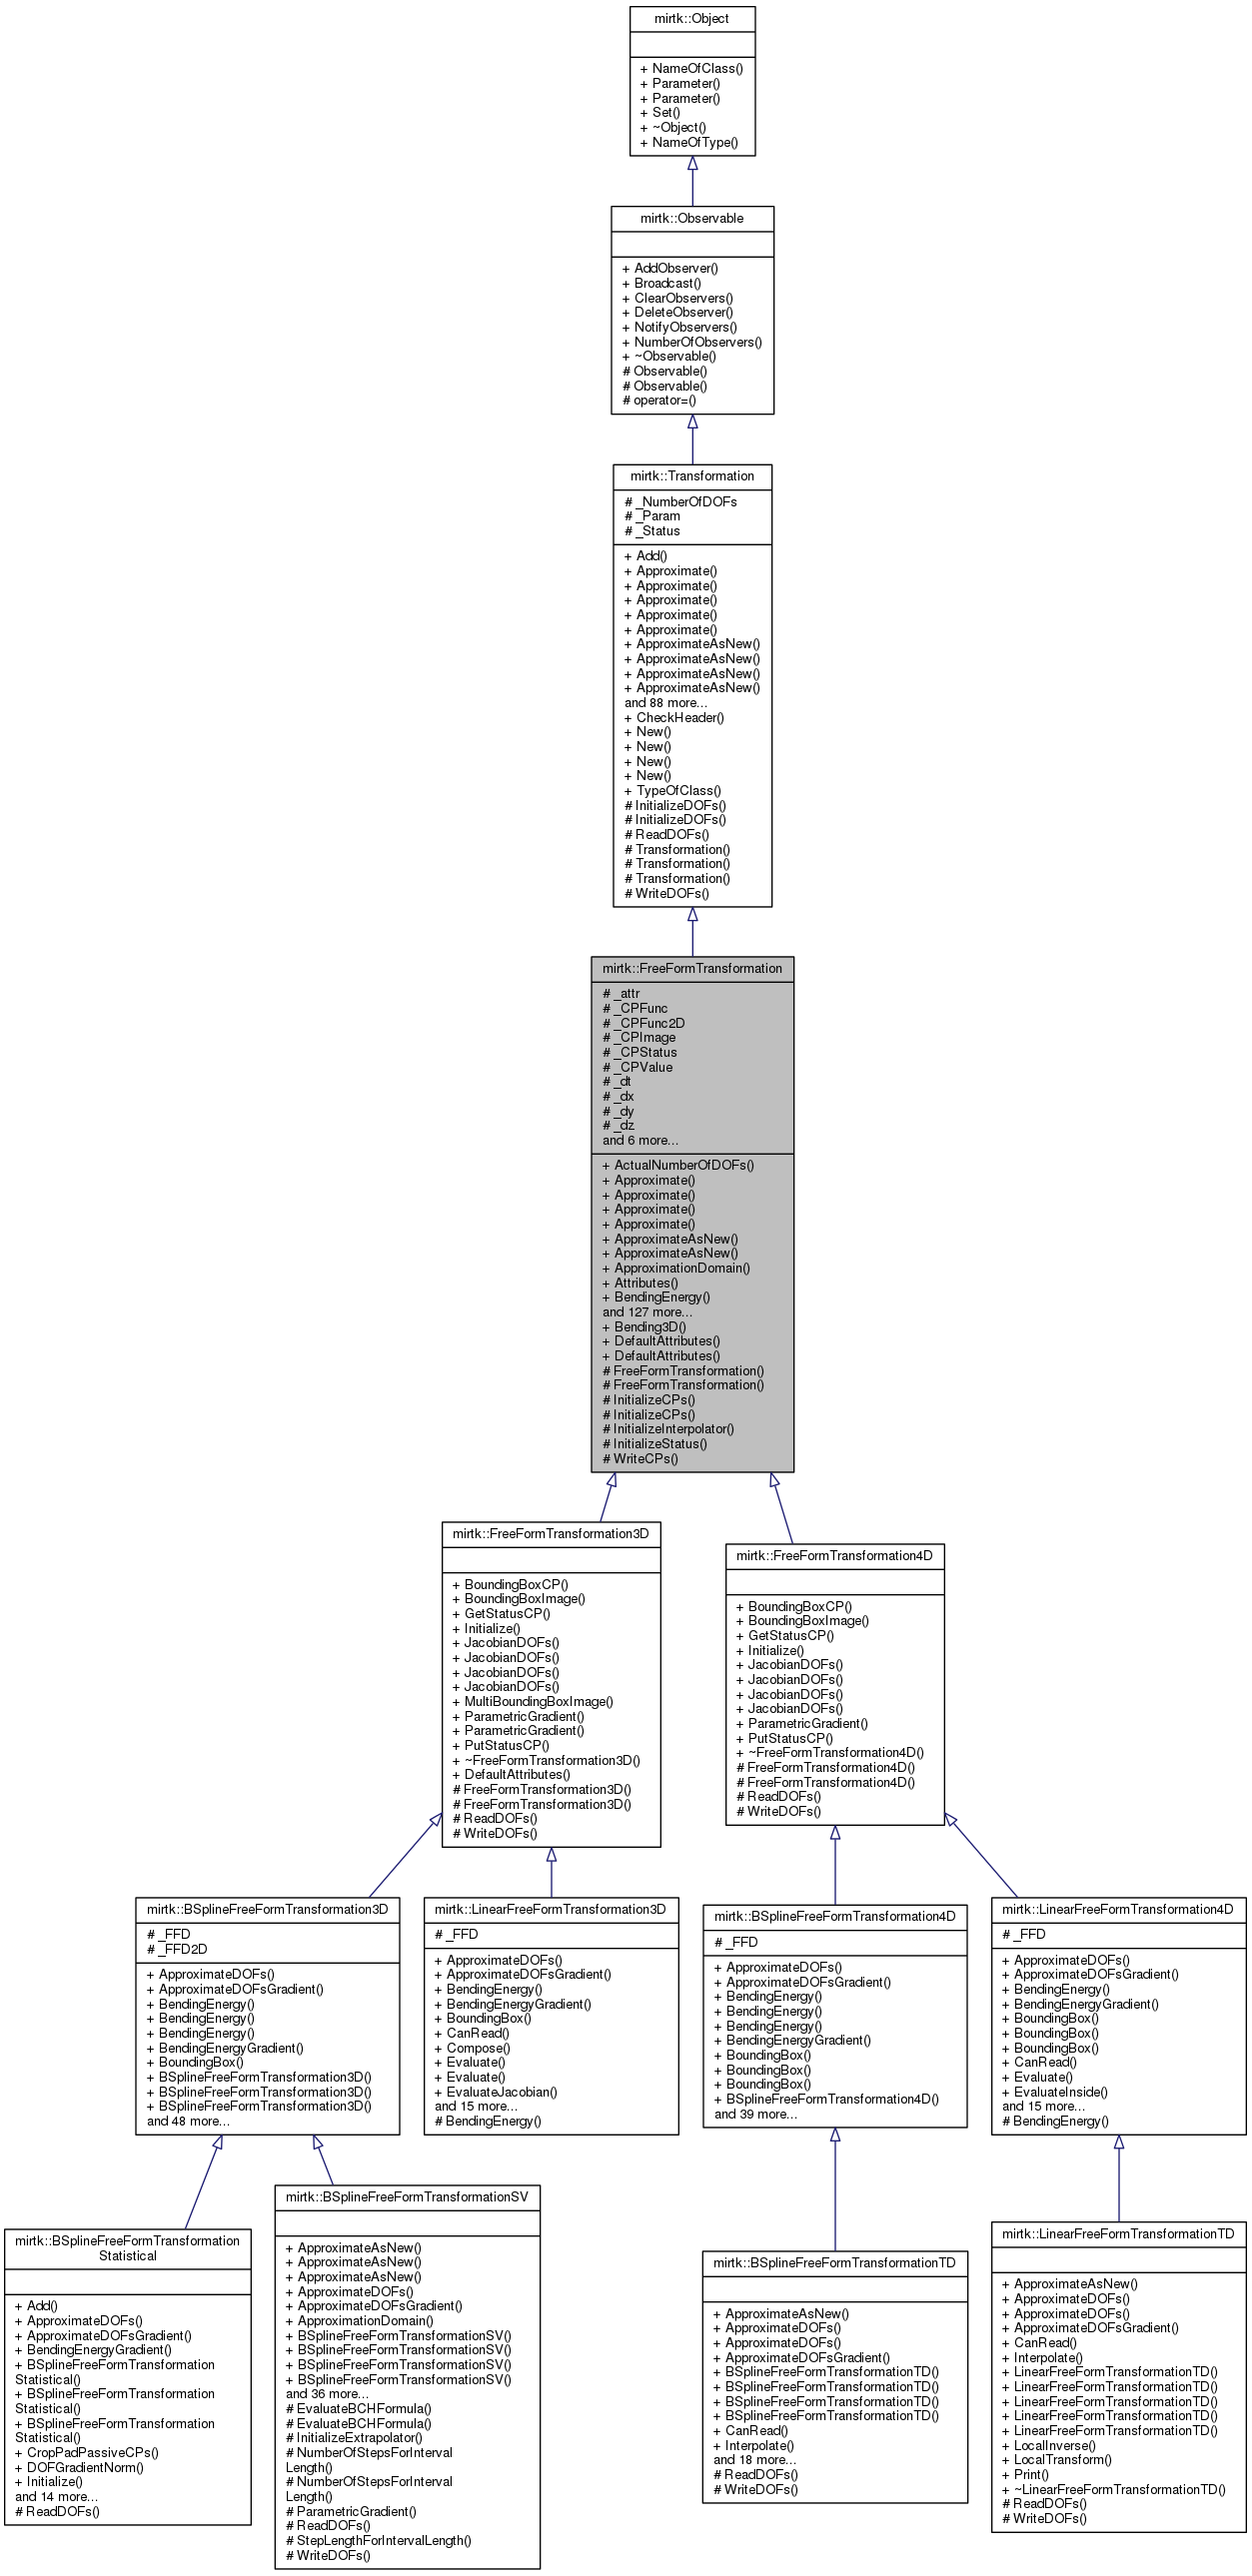 mirtk::Object
+ NameOfClass()
+ Parameter()
+ Parameter()
+ Set()
+ ~Object()
+ NameOfType()
mirtk::Observable
+ AddObserver()
+ Broadcast()
+ ClearObservers()
+ DeleteObserver()
+ NotifyObservers()
+ NumberOfObservers()
+ ~Observable()
# Observable()
# Observable()
# operator=()
mirtk::Transformation
# _NumberOfDOFs
# _Param
# _Status
+ Add()
+ Approximate()
+ Approximate()
+ Approximate()
+ Approximate()
+ Approximate()
+ ApproximateAsNew()
+ ApproximateAsNew()
+ ApproximateAsNew()
+ ApproximateAsNew()
and 88 more...
+ CheckHeader()
+ New()
+ New()
+ New()
+ New()
+ TypeOfClass()
# InitializeDOFs()
# InitializeDOFs()
# ReadDOFs()
# Transformation()
# Transformation()
# Transformation()
# WriteDOFs()
mirtk::FreeFormTransformation
# _attr
# _CPFunc
# _CPFunc2D
# _CPImage
# _CPStatus
# _CPValue
# _dt
# _dx
# _dy
# _dz
and 6 more...
+ ActualNumberOfDOFs()
+ Approximate()
+ Approximate()
+ Approximate()
+ Approximate()
+ ApproximateAsNew()
+ ApproximateAsNew()
+ ApproximationDomain()
+ Attributes()
+ BendingEnergy()
and 127 more...
+ Bending3D()
+ DefaultAttributes()
+ DefaultAttributes()
# FreeFormTransformation()
# FreeFormTransformation()
# InitializeCPs()
# InitializeCPs()
# InitializeInterpolator()
# InitializeStatus()
# WriteCPs()
mirtk::FreeFormTransformation3D
+ BoundingBoxCP()
+ BoundingBoxImage()
+ GetStatusCP()
+ Initialize()
+ JacobianDOFs()
+ JacobianDOFs()
+ JacobianDOFs()
+ JacobianDOFs()
+ MultiBoundingBoxImage()
+ ParametricGradient()
+ ParametricGradient()
+ PutStatusCP()
+ ~FreeFormTransformation3D()
+ DefaultAttributes()
# FreeFormTransformation3D()
# FreeFormTransformation3D()
# ReadDOFs()
# WriteDOFs()
mirtk::FreeFormTransformation4D
+ BoundingBoxCP()
+ BoundingBoxImage()
+ GetStatusCP()
+ Initialize()
+ JacobianDOFs()
+ JacobianDOFs()
+ JacobianDOFs()
+ JacobianDOFs()
+ ParametricGradient()
+ PutStatusCP()
+ ~FreeFormTransformation4D()
# FreeFormTransformation4D()
# FreeFormTransformation4D()
# ReadDOFs()
# WriteDOFs()
mirtk::BSplineFreeFormTransformation3D
# _FFD
# _FFD2D
+ ApproximateDOFs()
+ ApproximateDOFsGradient()
+ BendingEnergy()
+ BendingEnergy()
+ BendingEnergy()
+ BendingEnergyGradient()
+ BoundingBox()
+ BSplineFreeFormTransformation3D()
+ BSplineFreeFormTransformation3D()
+ BSplineFreeFormTransformation3D()
and 48 more...
mirtk::LinearFreeFormTransformation3D
# _FFD
+ ApproximateDOFs()
+ ApproximateDOFsGradient()
+ BendingEnergy()
+ BendingEnergyGradient()
+ BoundingBox()
+ CanRead()
+ Compose()
+ Evaluate()
+ Evaluate()
+ EvaluateJacobian()
and 15 more...
# BendingEnergy()
mirtk::BSplineFreeFormTransformation4D
# _FFD
+ ApproximateDOFs()
+ ApproximateDOFsGradient()
+ BendingEnergy()
+ BendingEnergy()
+ BendingEnergy()
+ BendingEnergyGradient()
+ BoundingBox()
+ BoundingBox()
+ BoundingBox()
+ BSplineFreeFormTransformation4D()
and 39 more...
mirtk::LinearFreeFormTransformation4D
# _FFD
+ ApproximateDOFs()
+ ApproximateDOFsGradient()
+ BendingEnergy()
+ BendingEnergyGradient()
+ BoundingBox()
+ BoundingBox()
+ BoundingBox()
+ CanRead()
+ Evaluate()
+ EvaluateInside()
and 15 more...
# BendingEnergy()
mirtk::BSplineFreeFormTransformation
Statistical
+ Add()
+ ApproximateDOFs()
+ ApproximateDOFsGradient()
+ BendingEnergyGradient()
+ BSplineFreeFormTransformation
Statistical()
+ BSplineFreeFormTransformation
Statistical()
+ BSplineFreeFormTransformation
Statistical()
+ CropPadPassiveCPs()
+ DOFGradientNorm()
+ Initialize()
and 14 more...
# ReadDOFs()
mirtk::BSplineFreeFormTransformationSV
+ ApproximateAsNew()
+ ApproximateAsNew()
+ ApproximateAsNew()
+ ApproximateDOFs()
+ ApproximateDOFsGradient()
+ ApproximationDomain()
+ BSplineFreeFormTransformationSV()
+ BSplineFreeFormTransformationSV()
+ BSplineFreeFormTransformationSV()
+ BSplineFreeFormTransformationSV()
and 36 more...
# EvaluateBCHFormula()
# EvaluateBCHFormula()
# InitializeExtrapolator()
# NumberOfStepsForInterval
Length()
# NumberOfStepsForInterval
Length()
# ParametricGradient()
# ReadDOFs()
# StepLengthForIntervalLength()
# WriteDOFs()
mirtk::BSplineFreeFormTransformationTD
+ ApproximateAsNew()
+ ApproximateDOFs()
+ ApproximateDOFs()
+ ApproximateDOFsGradient()
+ BSplineFreeFormTransformationTD()
+ BSplineFreeFormTransformationTD()
+ BSplineFreeFormTransformationTD()
+ BSplineFreeFormTransformationTD()
+ CanRead()
+ Interpolate()
and 18 more...
# ReadDOFs()
# WriteDOFs()
mirtk::LinearFreeFormTransformationTD
+ ApproximateAsNew()
+ ApproximateDOFs()
+ ApproximateDOFs()
+ ApproximateDOFsGradient()
+ CanRead()
+ Interpolate()
+ LinearFreeFormTransformationTD()
+ LinearFreeFormTransformationTD()
+ LinearFreeFormTransformationTD()
+ LinearFreeFormTransformationTD()
+ LinearFreeFormTransformationTD()
+ LocalInverse()
+ LocalTransform()
+ Print()
+ ~LinearFreeFormTransformationTD()
# ReadDOFs()
# WriteDOFs()